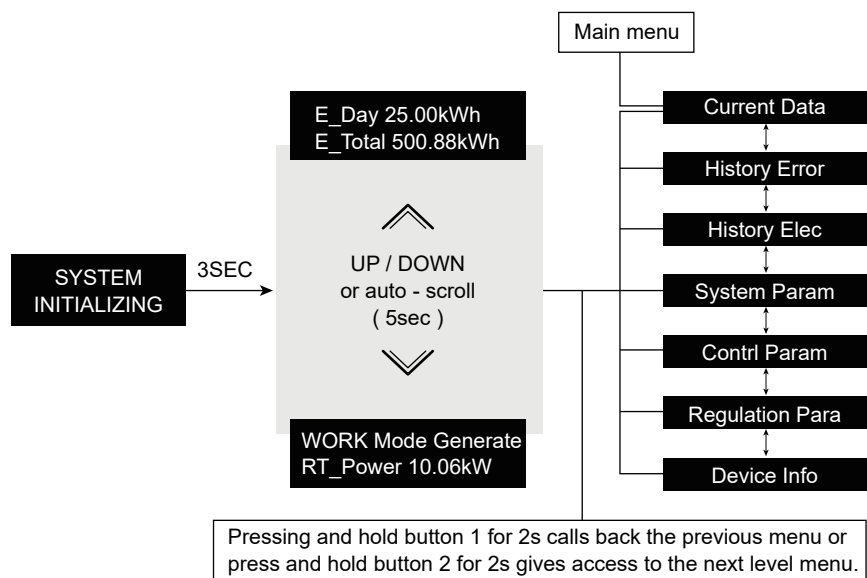 Main menu
E_Day 25.00kWh
E_Total 500.88kWh
SYSTEM
INITIALIZING
3SEC
UP / DOWN
or auto - scroll
( 5sec )
WORK Mode Generate
RT_Power 10.06kW
Current Data
History Error
History Elec
System Param
Contrl Param
Regulation Para
Device Info
Pressing and hold button 1 for 2s calls back the previous menu or
press and hold button 2 for 2s gives access to the next level menu.